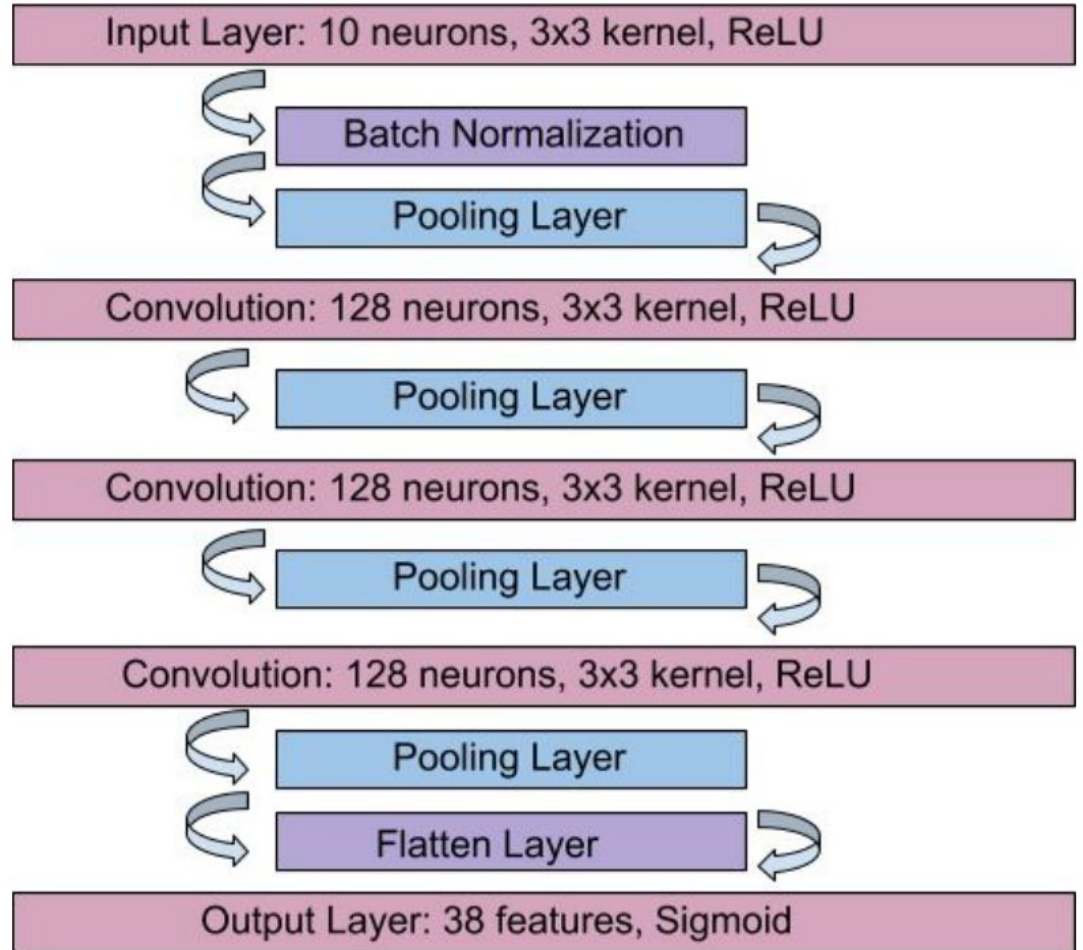 Input Layer: 10 neurons, 3x3 kernel, ReLU
Batch Normalization
Pooling Layer
Convolution: 128 neurons, 3x3 kernel, ReLU
Pooling Layer
Convolution: 128 neurons, 3x3 kernel, ReLU
Pooling Layer
Convolution: 128 neurons, 3x3 kernel, ReLU
Pooling Layer
Flatten Layer
Output Layer: 38 features, Sigmoid